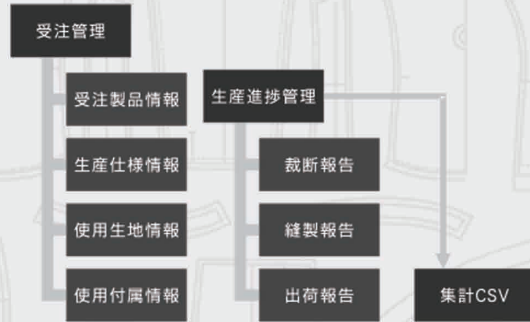 受注管理
受注製品情報
生産仕様情報
使用生地情報
使用付属情報
生産進捗管理
裁断報告
縫製報告
出荷報告
集計CSV